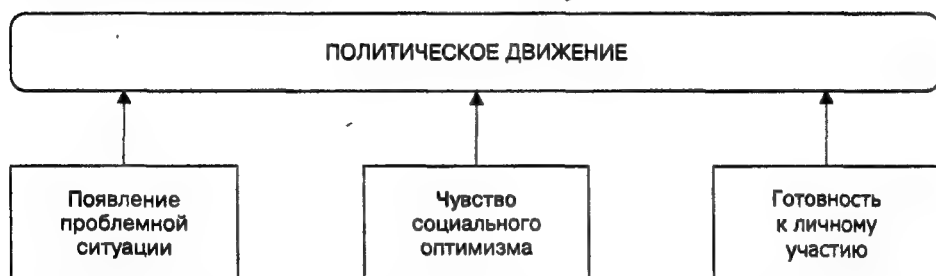 ПОЛИТИЧЕСКОЕ ДВИЖЕНИЕ
Появление
проблемной
ситуации
Чувство
социального
оптимизма
Готовность
к личному
участию